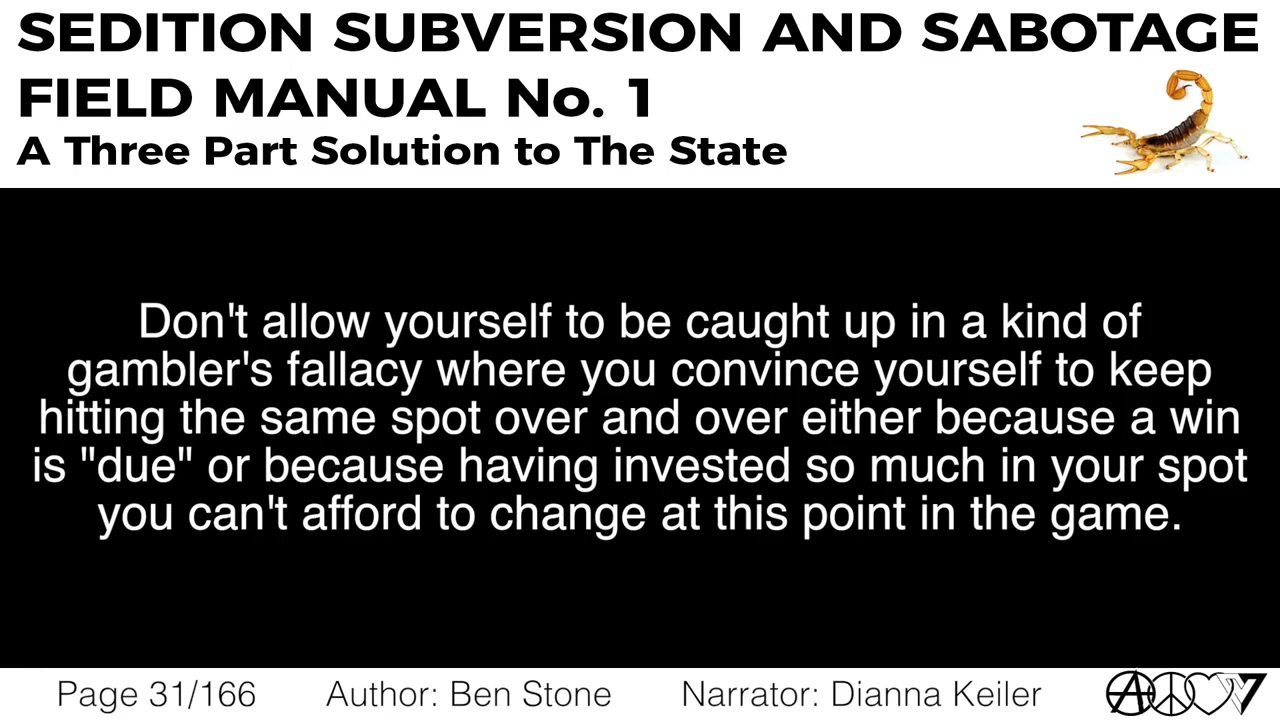 SEDITION SUBVERSION AND SABOTAGE
FIELD MANUAL No. 1
A Three Part Solution to The State
Don't allow yourself to be caught up in a kind of
gambler's fallacy where you convince yourself to keep
hitting the same spot over and over either because a win
is "due" or because having invested so much in your spot
you can't afford to change at this point in the game.
Page 31/166 Author: Ben Stone Narrator: Dianna Keiler